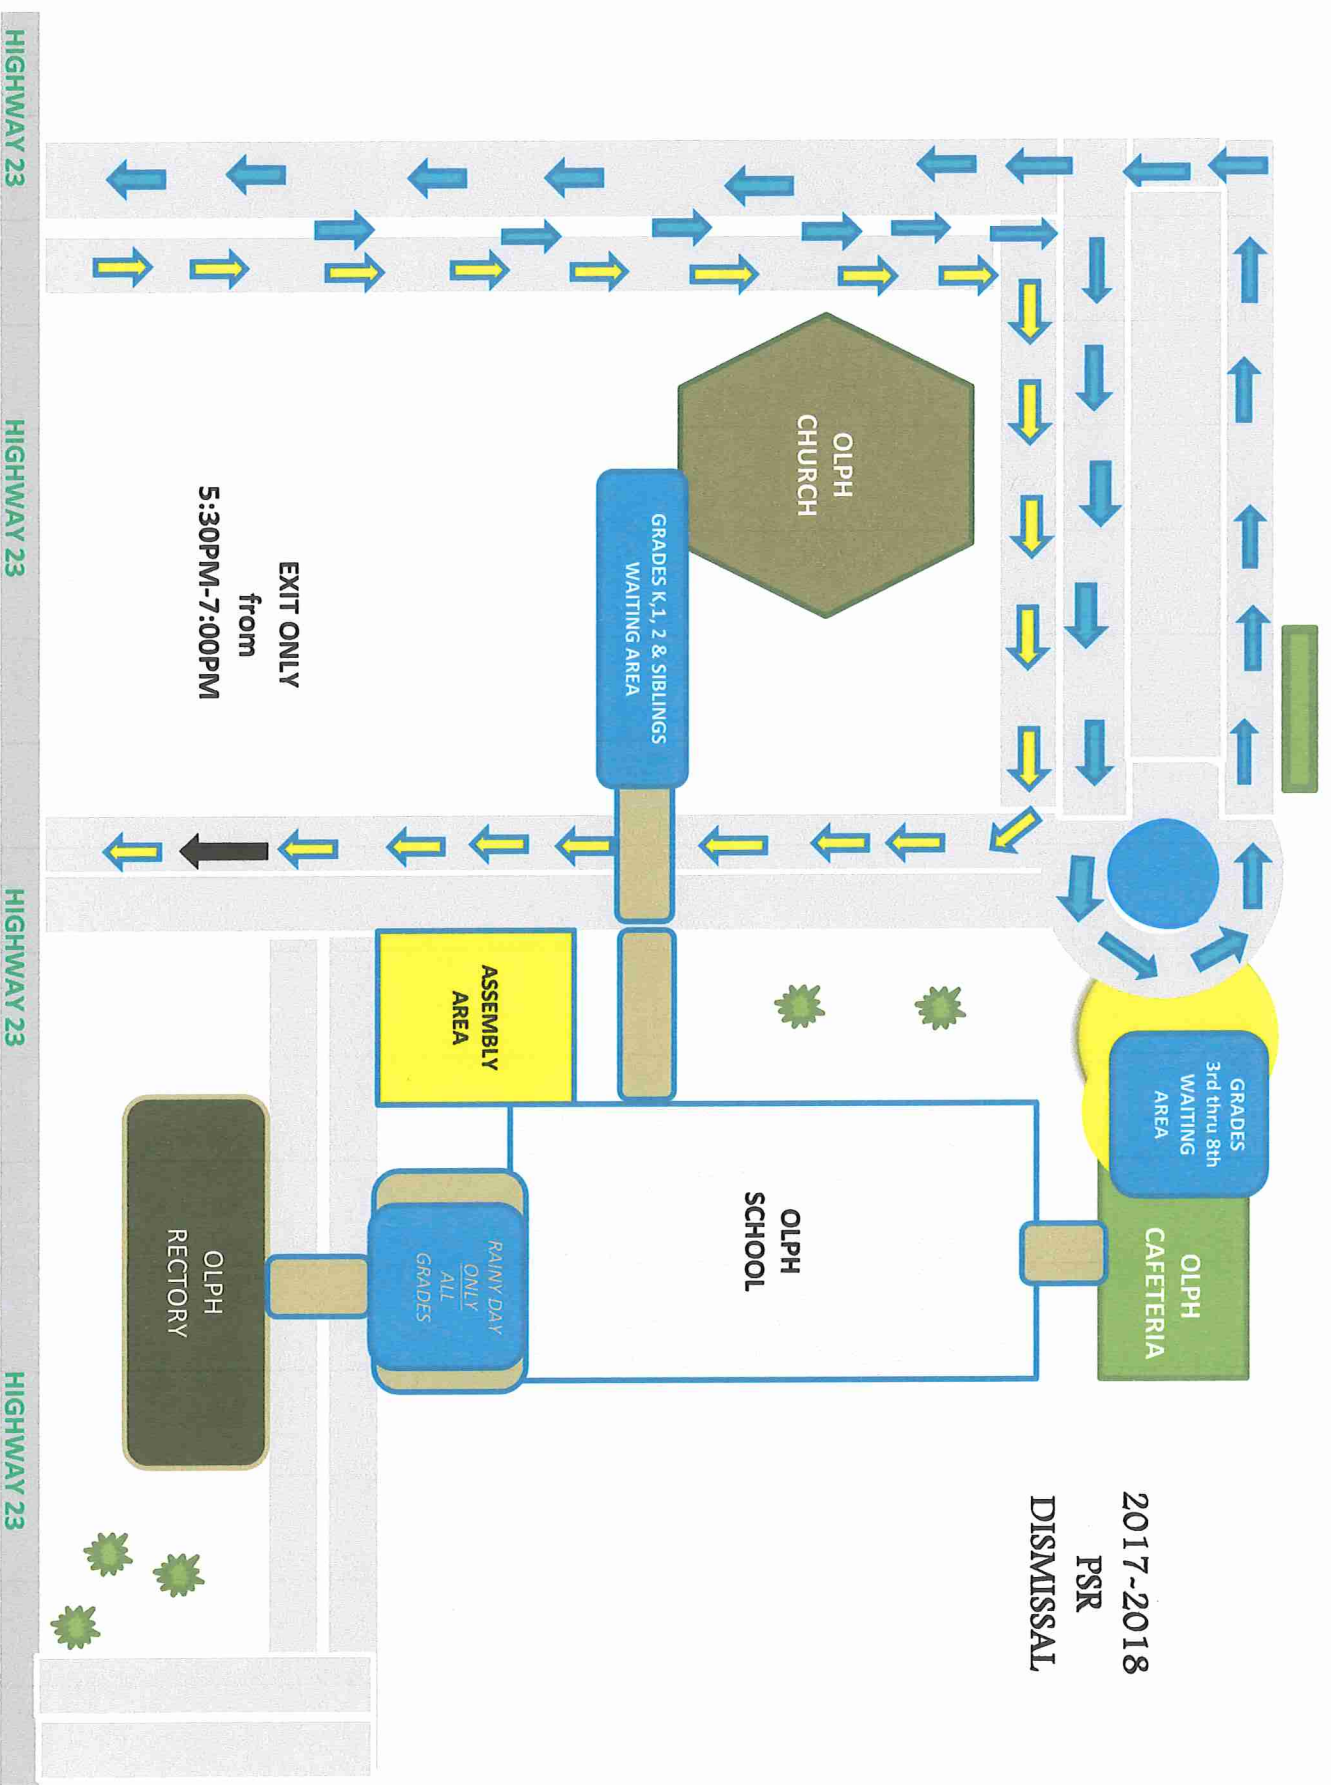 2017~2018
PSR
DISMISSAL
GRADES
3rd thru 8th
WAITING
AREA
OLPH
CAFETERIA
OLPH
CHURCH
OLPH
SCHOOL
GRADES K,1, 2 & SIBLINGS
WAITING AREA
ASSEMBLY
AREA
RAINY DAY
ONLY
ALL
GRADES
EXIT ONLY
from
5:30PM-7:00PM
OLPH
RECTORY
HIGHWAY 23
HIGHWAY 23
HIGHWAY 23
HIGHWAY 23